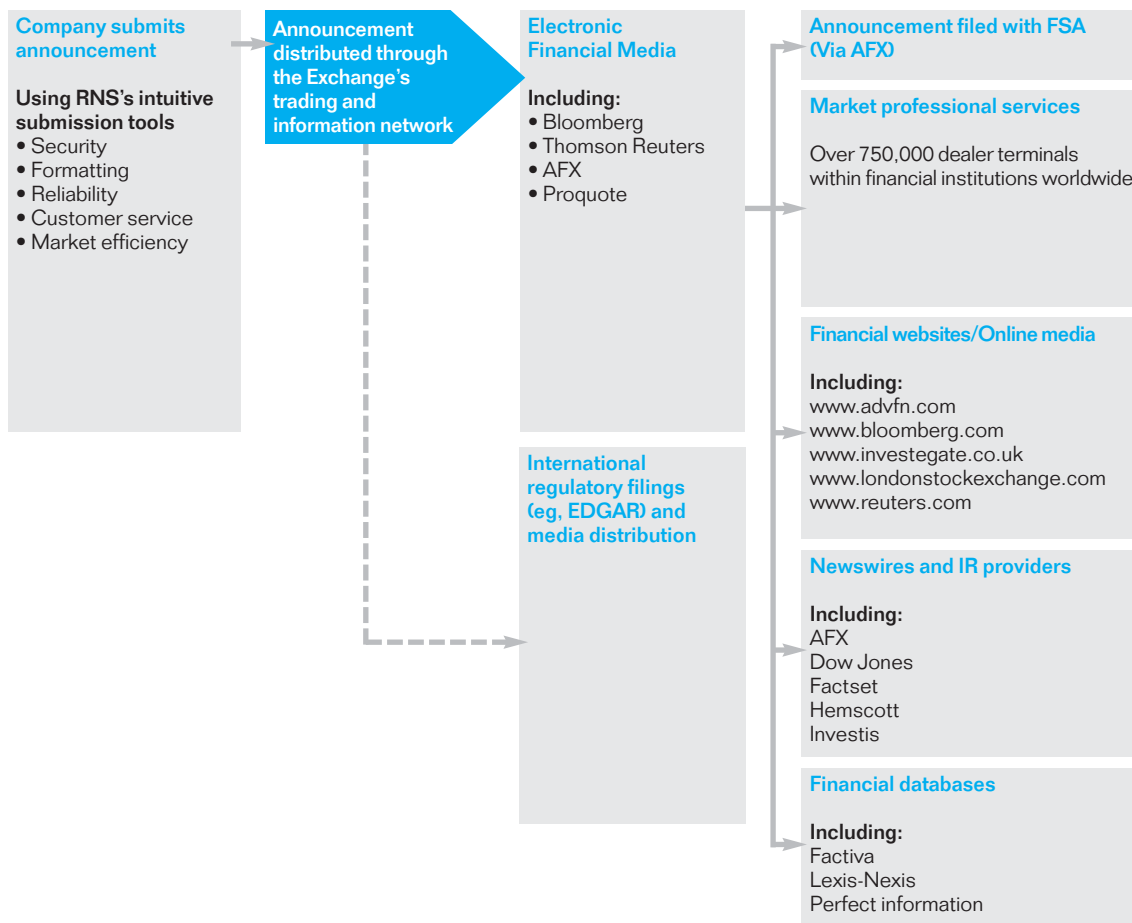 Company submits
announcement
Using RNS's intuitive
submission tools
• Security
• Formatting
• Reliability
• Customer service
• Market efficiency
Announcement
distributed through
the Exchange's
trading and
information network
Electronic
Financial Media
Including:
• Bloomberg
• Thomson Reuters
• AFX
• Proquote
International
regulatory filings
(eg, EDGAR) and
media distribution
Announcement filed with FSA
(Via AFX)
Market professional services
Over 750,000 dealer terminals
within financial institutions worldwide
Financial websites/Online media
Including:
www.advfn.com
www.bloomberg.com
www.investegate.co.uk
www.londonstockexchange.com
www.reuters.com
Newswires and IR providers
Including:
AFX
Dow Jones
Factset
Hemscott
Investis
Financial databases
Including:
Factiva
Lexis-Nexis
Perfect information